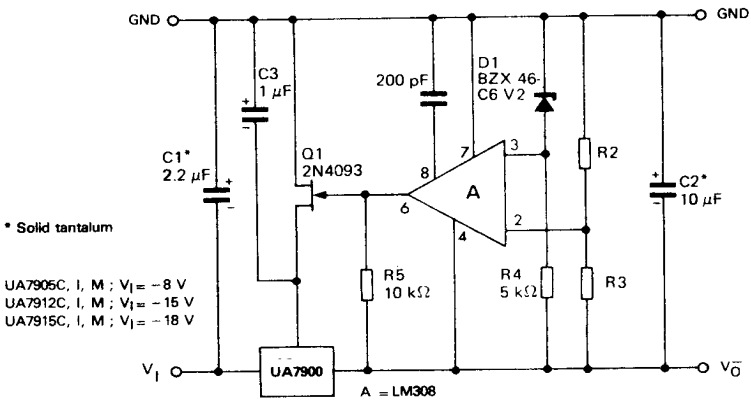 GND
GND
C3
1 μF
D1
BZX 46-
C6 V2
200 pF
+
-
Q1
2N4093
C1*
2.2 μF
+
-
8
7
3
R2
A
6
4
2
+
-
C2*
10 μF
* Solid tantalum
R5
10 kΩ
R4
5 kΩ
R3
UA7905C, I, M ; VI = -8 V
UA7912C, I, M ; VI = -15 V
UA7915C, I, M ; VI = -18 V
VI
UA7900
VO-
A = LM308